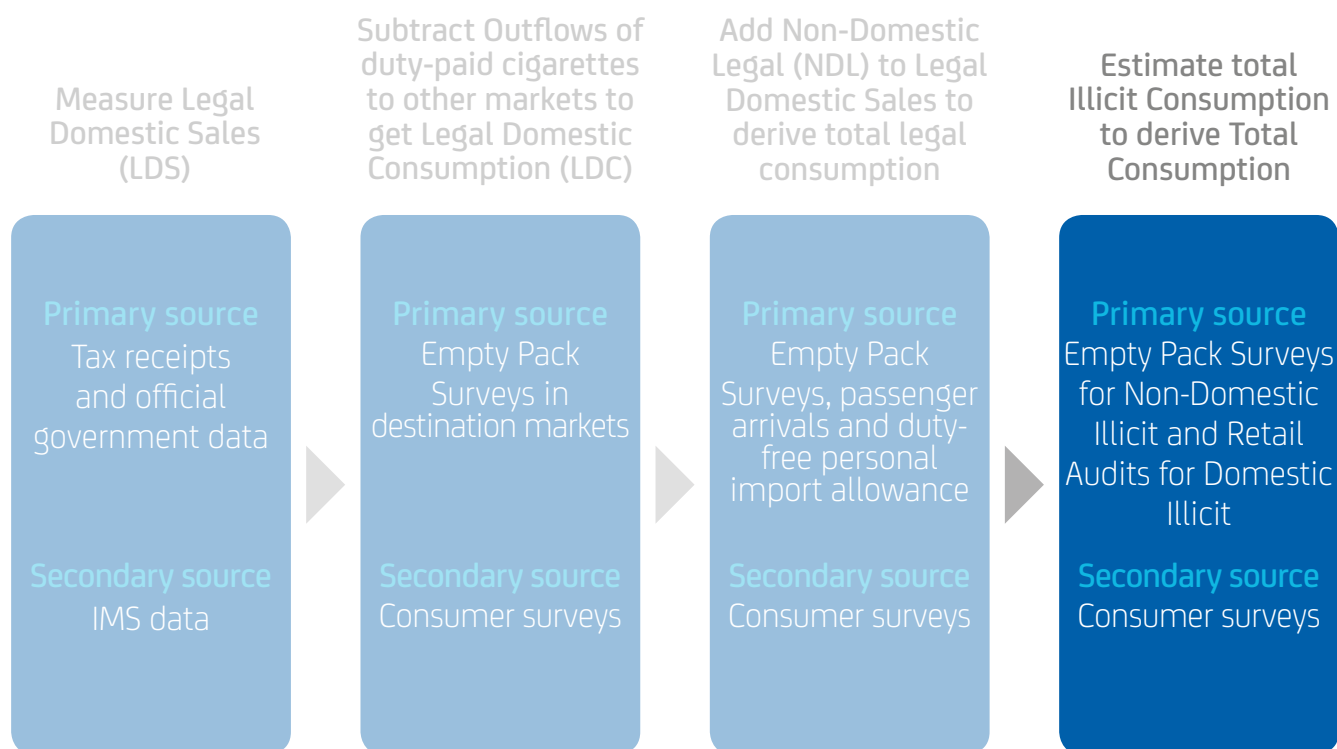 Measure Legal
Domestic Sales
(LDS)
Subtract Outflows of
duty-paid cigarettes
to other markets to
get Legal Domestic
Consumption (LDC)
Add Non-Domestic
Legal (NDL) to Legal
Domestic Sales to
derive total legal
consumption
Estimate total
Illicit Consumption
to derive Total
Consumption
Primary source
Tax receipts
and official
government data
Secondary source
IMS data
Primary source
Empty Pack
Surveys in
destination markets
Secondary source
Consumer surveys
Primary source
Empty Pack
Surveys, passenger
arrivals and duty-
free personal
import allowance
Secondary source
Consumer surveys
Primary source
Empty Pack Surveys
for Non-Domestic
Illicit and Retail
Audits for Domestic
Illicit
Secondary source
Consumer surveys